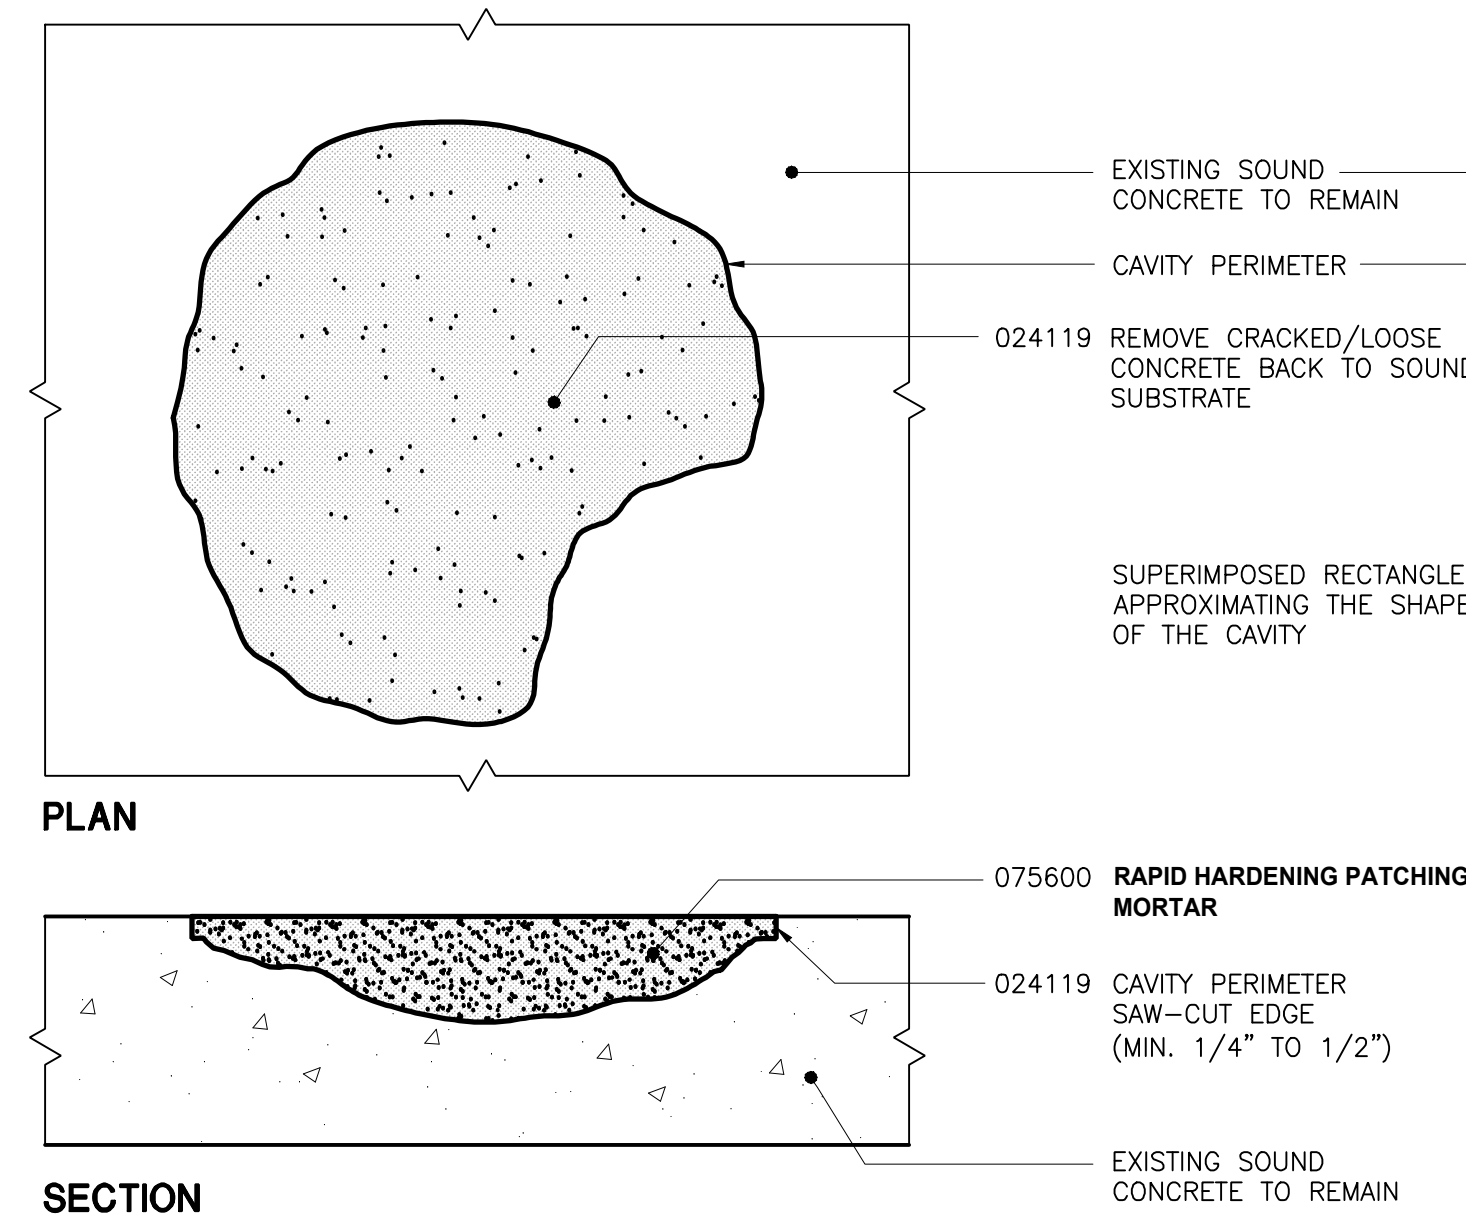 EXISTING SOUND
CONCRETE TO REMAIN
CAVITY PERIMETER
024119 REMOVE CRACKED/LOOSE
CONCRETE BACK TO SOUND
SUBSTRATE
SUPERIMPOSED RECTANGLE
APPROXIMATING THE SHAPE
OF THE CAVITY
PLAN
075600 RAPID HARDENING PATCHING
MORTAR
024119 CAVITY PERIMETER
SAW-CUT EDGE
(MIN. 1/4” TO 1/2”)
EXISTING SOUND
CONCRETE TO REMAIN
SECTION